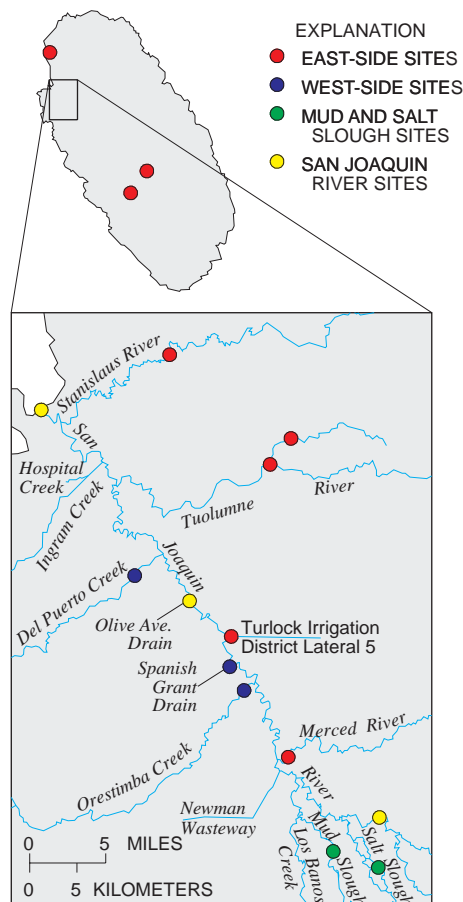 EXPLANATION
EAST-SIDE SITES
WEST-SIDE SITES
MUD AND SALT
SLOUGH SITES
SAN JOAQUIN
RIVER SITES
Stanislaus River
San
Hospital
Creek
Ingram Creek
Tuolumne
River
Joaquin
Del Puerto Creek
Olive Ave.
Drain
Turlock Irrigation
District Lateral 5
Spanish
Grant
Drain
Merced River
Orestimba Creek
River
Newman
Wasteway
Mud Slough
Salt Slough
Los Banos
Creek
0 5 MILES
0 5 KILOMETERS